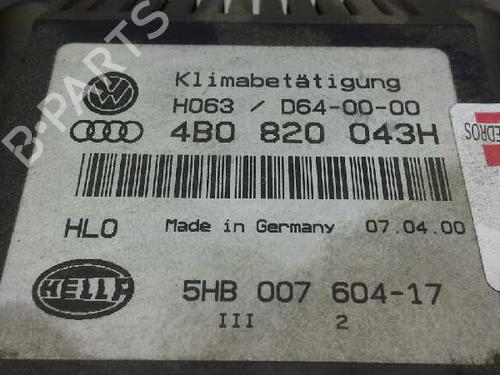 Klimabetätigung
H063 / D64-00-00
4B0 820 043H
HLO Made in Germany 07.04.00
HELLA 5HB 007 604-17
III 2
EDROS
B-PARTS